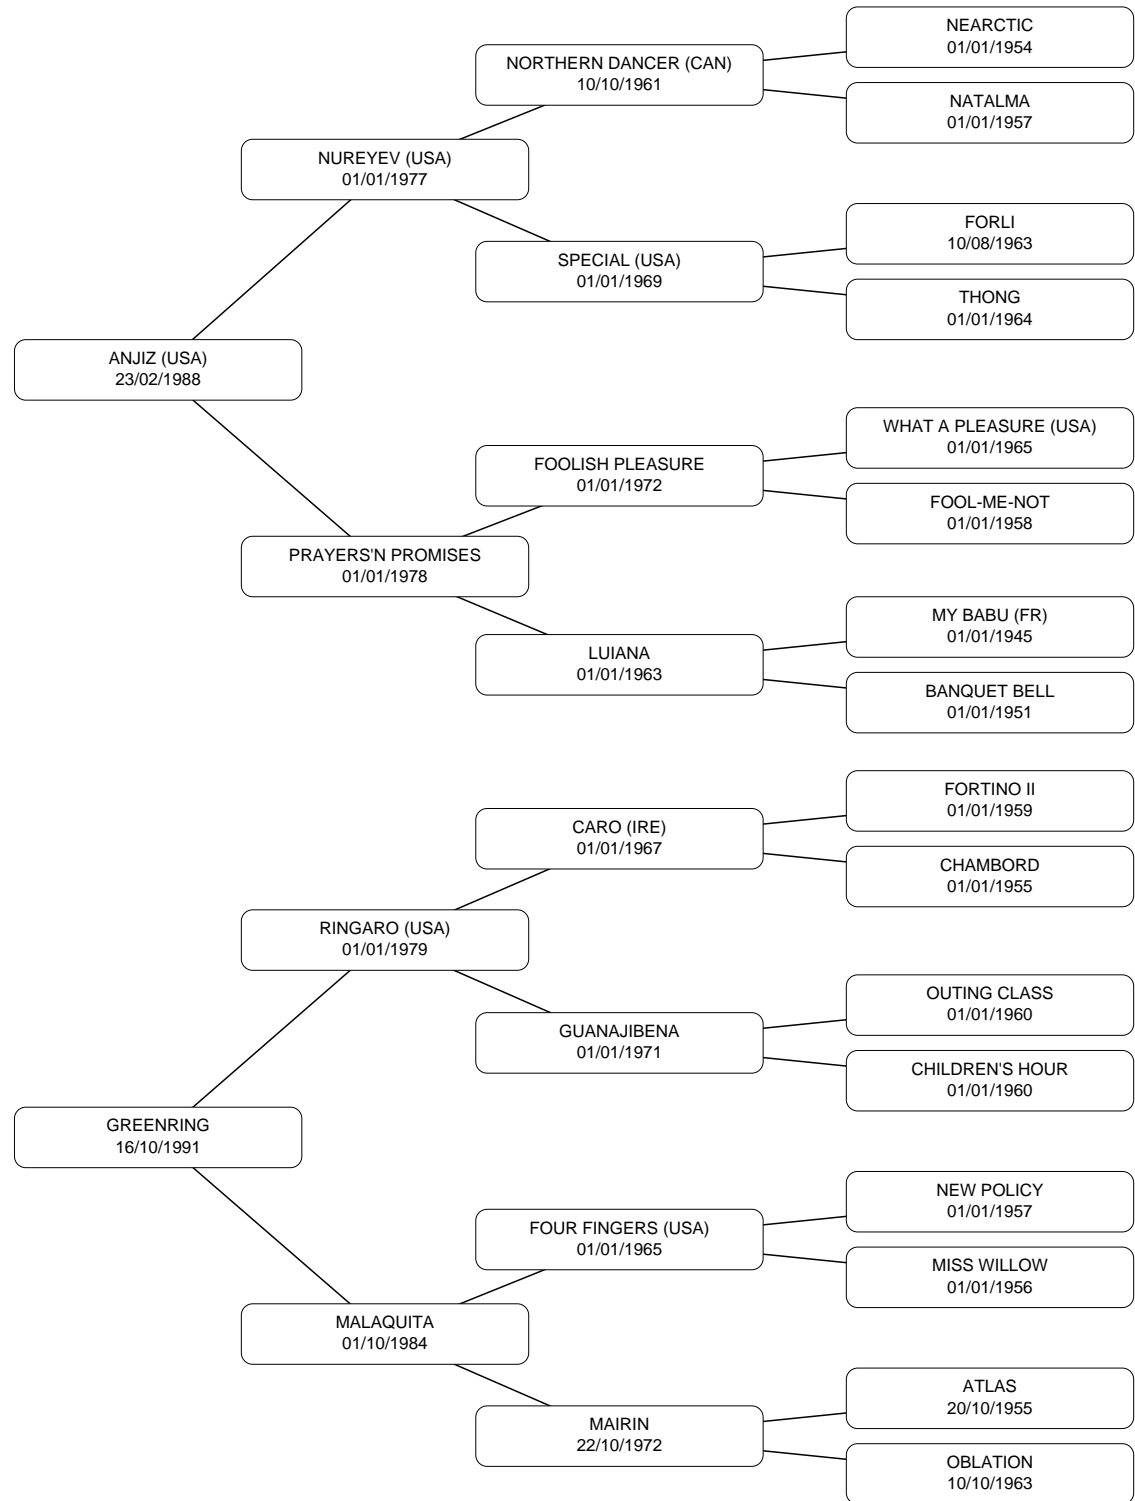 NEARCTIC
01/01/1954
NORTHERN DANCER (CAN)
10/10/1961
NATALMA
01/01/1957
NUREYEV (USA)
01/01/1977
FORLI
10/08/1963
SPECIAL (USA)
01/01/1969
THONG
01/01/1964
ANJIZ (USA)
23/02/1988
WHAT A PLEASURE (USA)
01/01/1965
FOOLISH PLEASURE
01/01/1972
FOOL-ME-NOT
01/01/1958
PRAYERS'N PROMISES
01/01/1978
MY BABU (FR)
01/01/1945
LUIANA
01/01/1963
BANQUET BELL
01/01/1951
FORTINO II
01/01/1959
CARO (IRE)
01/01/1967
CHAMBORD
01/01/1955
RINGARO (USA)
01/01/1979
OUTING CLASS
01/01/1960
GUANAJIBENA
01/01/1971
CHILDREN'S HOUR
01/01/1960
GREENRING
16/10/1991
NEW POLICY
01/01/1957
FOUR FINGERS (USA)
01/01/1965
MISS WILLOW
01/01/1956
MALAQUITA
01/10/1984
ATLAS
20/10/1955
MAIRIN
22/10/1972
OBLATION
10/10/1963